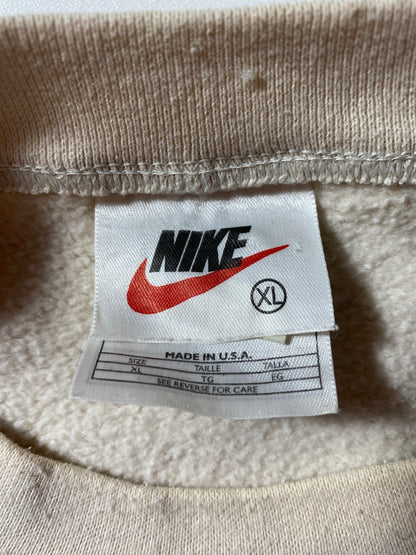 NIKE
XL
MADE IN U.S.A.
SIZE TAILLE TALLA
XL TG EG
SEE REVERSE FOR CARE